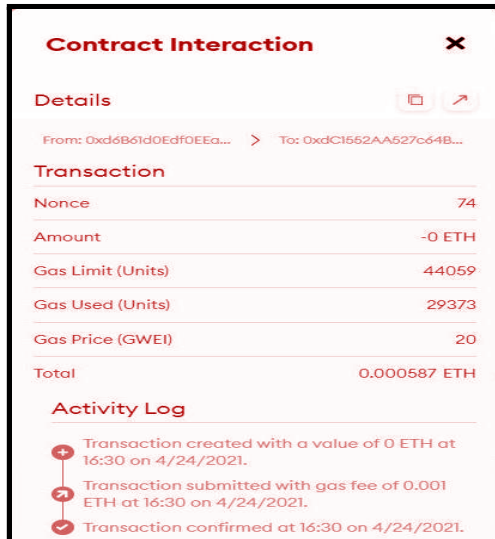 Contract Interaction
Details
From: 0xd6B61d0Edf0EEa... > To: 0xdC1552AA527c64B...
Transaction
Nonce 74
Amount -0 ETH
Gas Limit (Units) 44059
Gas Used (Units) 29373
Gas Price (GWEI) 20
Total 0.000587 ETH
Activity Log
Transaction created with a value of 0 ETH at
16:30 on 4/24/2021.
Transaction submitted with gas fee of 0.001
ETH at 16:30 on 4/24/2021.
Transaction confirmed at 16:30 on 4/24/2021.